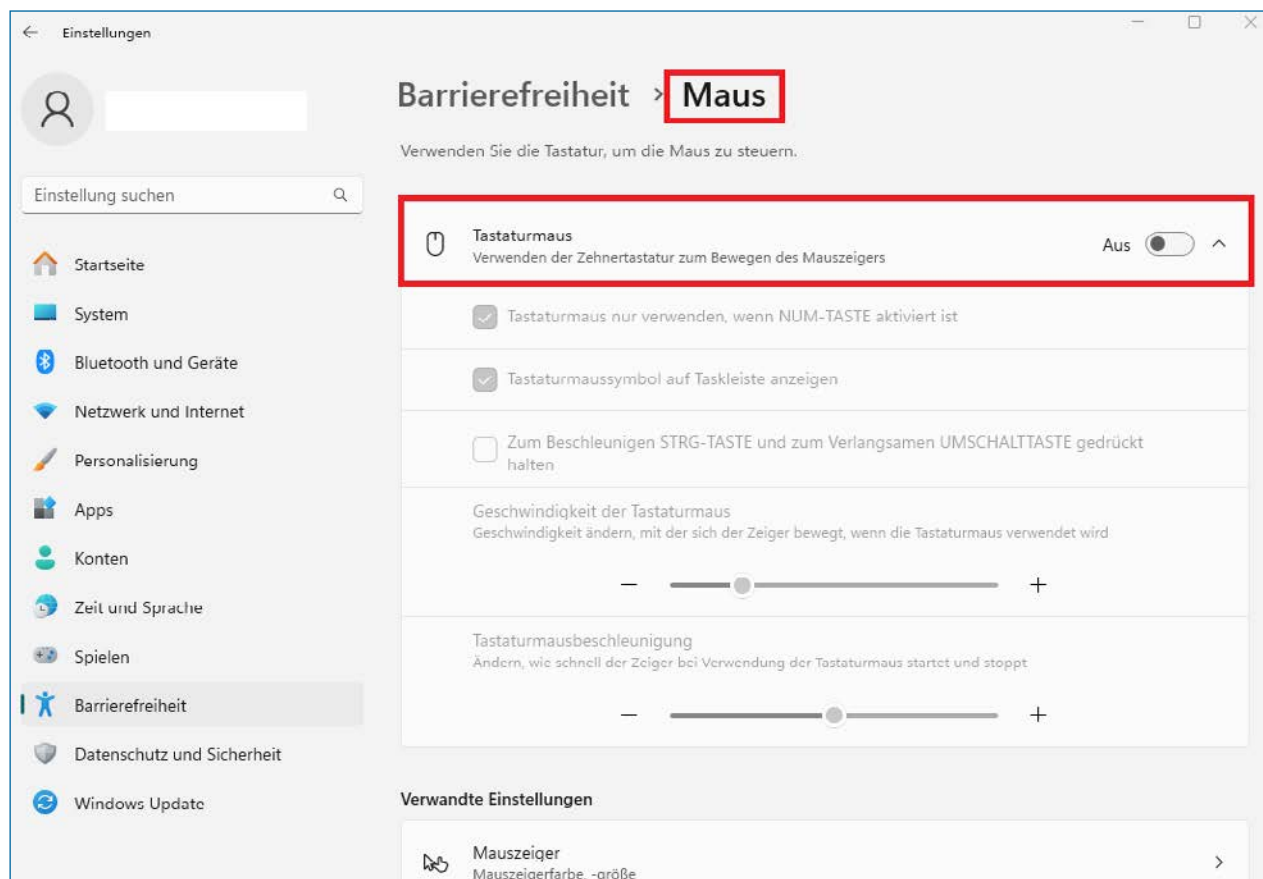 Einstellungen
Barrierefreiheit > Maus
Verwenden Sie die Tastatur, um die Maus zu steuern.
Einstellung suchen
Startseite
System
Bluetooth und Geräte
Netzwerk und Internet
Personalisierung
Apps
Konten
Zeit und Sprache
Spielen
Barrierefreiheit
Datenschutz und Sicherheit
Windows Update
Tastaturmaus
Verwenden der Zehnertastatur zum Bewegen des Mauszeigers
Aus
Tastaturmaus nur verwenden, wenn NUM-TASTE aktiviert ist
Tastaturmaussymbol auf Taskleiste anzeigen
Zum Beschleunigen STRG-TASTE und zum Verlangsamen UMSCHALTTASTE gedrückt
halten
Geschwindigkeit der Tastaturmaus
Geschwindigkeit ändern, mit der sich der Zeiger bewegt, wenn die Tastaturmaus verwendet wird
Tastaturmausbeschleunigung
Ändern, wie schnell der Zeiger bei Verwendung der Tastaturmaus startet und stoppt
Verwandte Einstellungen
Mauszeiger
Mauszeigerfarbe, -größe